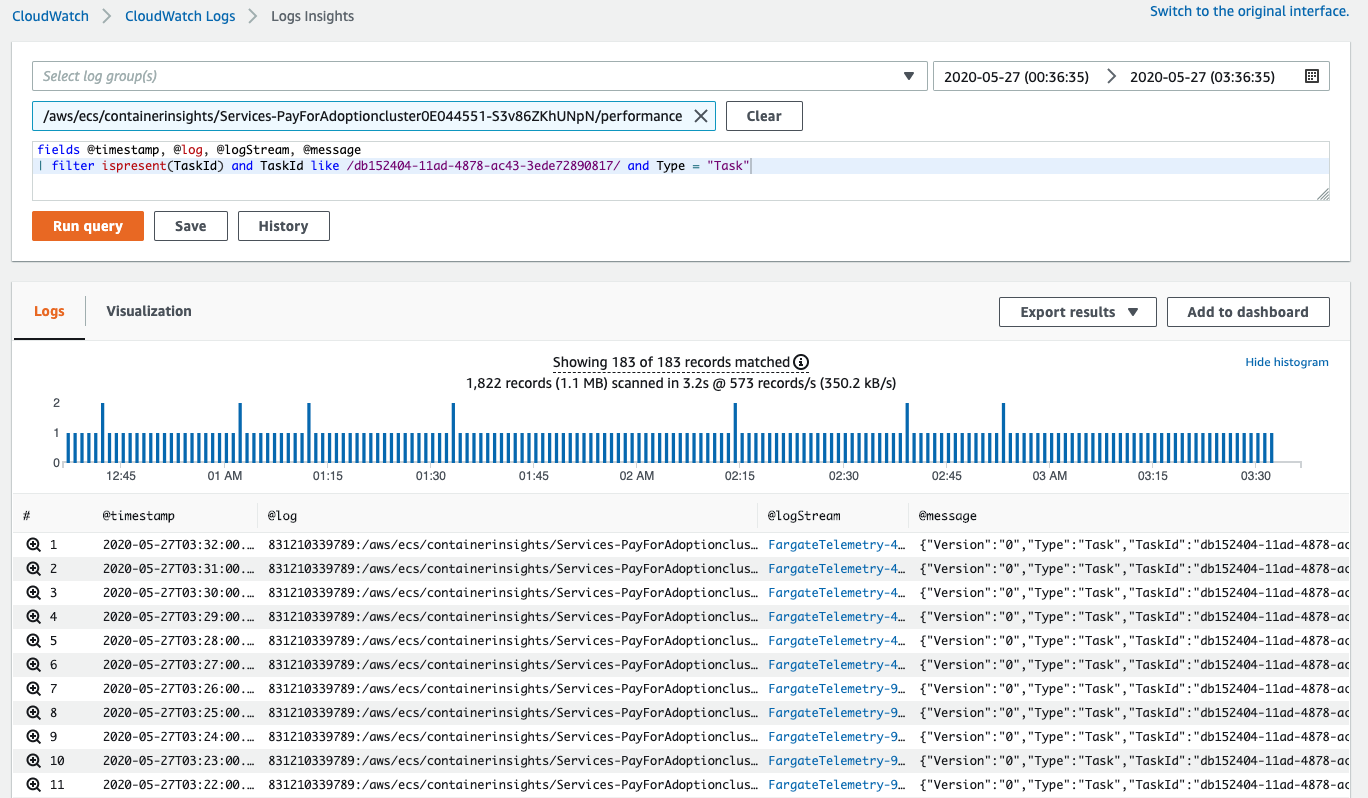 CloudWatch > CloudWatch Logs > Logs Insights
Switch to the original interface.
Select log group(s)
2020-05-27 (00:36:35) > 2020-05-27 (03:36:35)
/aws/ecs/containerinsights/Services-PayForAdoptioncluster0E044551-S3v86ZKhUNpN/performance
Clear
fields @timestamp, @log, @logStream, @message
| filter ispresent(TaskId) and TaskId like /db152404-11ad-4878-ac43-3ede72890817/ and Type = "Task"
Run query Save History
Logs Visualization Export results Add to dashboard
Showing 183 of 183 records matched
Hide histogram
1,822 records (1.1 MB) scanned in 3.2s @ 573 records/s (350.2 kB/s)
2
1
0
12:45 01 AM 01:15 01:30 01:45 02 AM 02:15 02:30 02:45 03 AM 03:15 03:30
# @timestamp @log @logStream @message
1 2020-05-27T03:32:00.… 831210339789:/aws/ecs/containerinsights/Services-PayForAdoptionclus… FargateTelemetry-4… {"Version":"0","Type":"Task","TaskId":"db152404-11ad-4878-ac
2 2020-05-27T03:31:00.… 831210339789:/aws/ecs/containerinsights/Services-PayForAdoptionclus… FargateTelemetry-4… {"Version":"0","Type":"Task","TaskId":"db152404-11ad-4878-ac
3 2020-05-27T03:30:00.… 831210339789:/aws/ecs/containerinsights/Services-PayForAdoptionclus… FargateTelemetry-4… {"Version":"0","Type":"Task","TaskId":"db152404-11ad-4878-ac
4 2020-05-27T03:29:00.… 831210339789:/aws/ecs/containerinsights/Services-PayForAdoptionclus… FargateTelemetry-4… {"Version":"0","Type":"Task","TaskId":"db152404-11ad-4878-ac
5 2020-05-27T03:28:00.… 831210339789:/aws/ecs/containerinsights/Services-PayForAdoptionclus… FargateTelemetry-4… {"Version":"0","Type":"Task","TaskId":"db152404-11ad-4878-ac
6 2020-05-27T03:27:00.… 831210339789:/aws/ecs/containerinsights/Services-PayForAdoptionclus… FargateTelemetry-4… {"Version":"0","Type":"Task","TaskId":"db152404-11ad-4878-ac
7 2020-05-27T03:26:00.… 831210339789:/aws/ecs/containerinsights/Services-PayForAdoptionclus… FargateTelemetry-9… {"Version":"0","Type":"Task","TaskId":"db152404-11ad-4878-ac
8 2020-05-27T03:25:00.… 831210339789:/aws/ecs/containerinsights/Services-PayForAdoptionclus… FargateTelemetry-9… {"Version":"0","Type":"Task","TaskId":"db152404-11ad-4878-ac
9 2020-05-27T03:24:00.… 831210339789:/aws/ecs/containerinsights/Services-PayForAdoptionclus… FargateTelemetry-9… {"Version":"0","Type":"Task","TaskId":"db152404-11ad-4878-ac
10 2020-05-27T03:23:00.… 831210339789:/aws/ecs/containerinsights/Services-PayForAdoptionclus… FargateTelemetry-9… {"Version":"0","Type":"Task","TaskId":"db152404-11ad-4878-ac
11 2020-05-27T03:22:00.… 831210339789:/aws/ecs/containerinsights/Services-PayForAdoptionclus… FargateTelemetry-9… {"Version":"0","Type":"Task","TaskId":"db152404-11ad-4878-ac